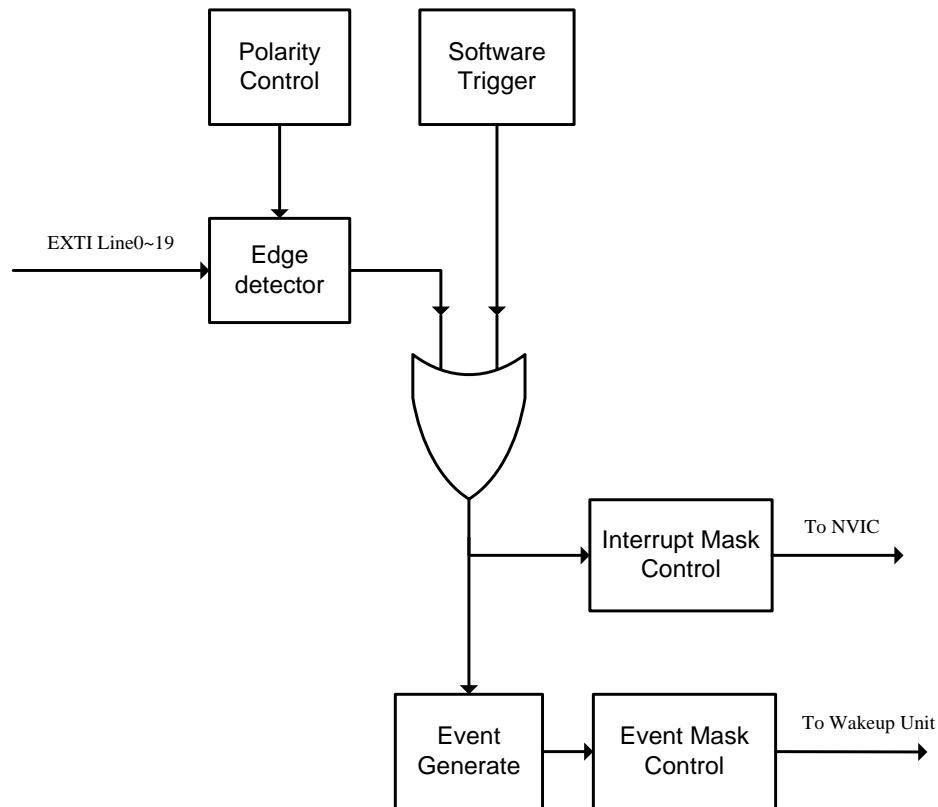 Polarity
Control
Software
Trigger
EXTI Line0~19
Edge
detector
Interrupt Mask
Control
To NVIC
Event
Generate
Event Mask
Control
To Wakeup Unit